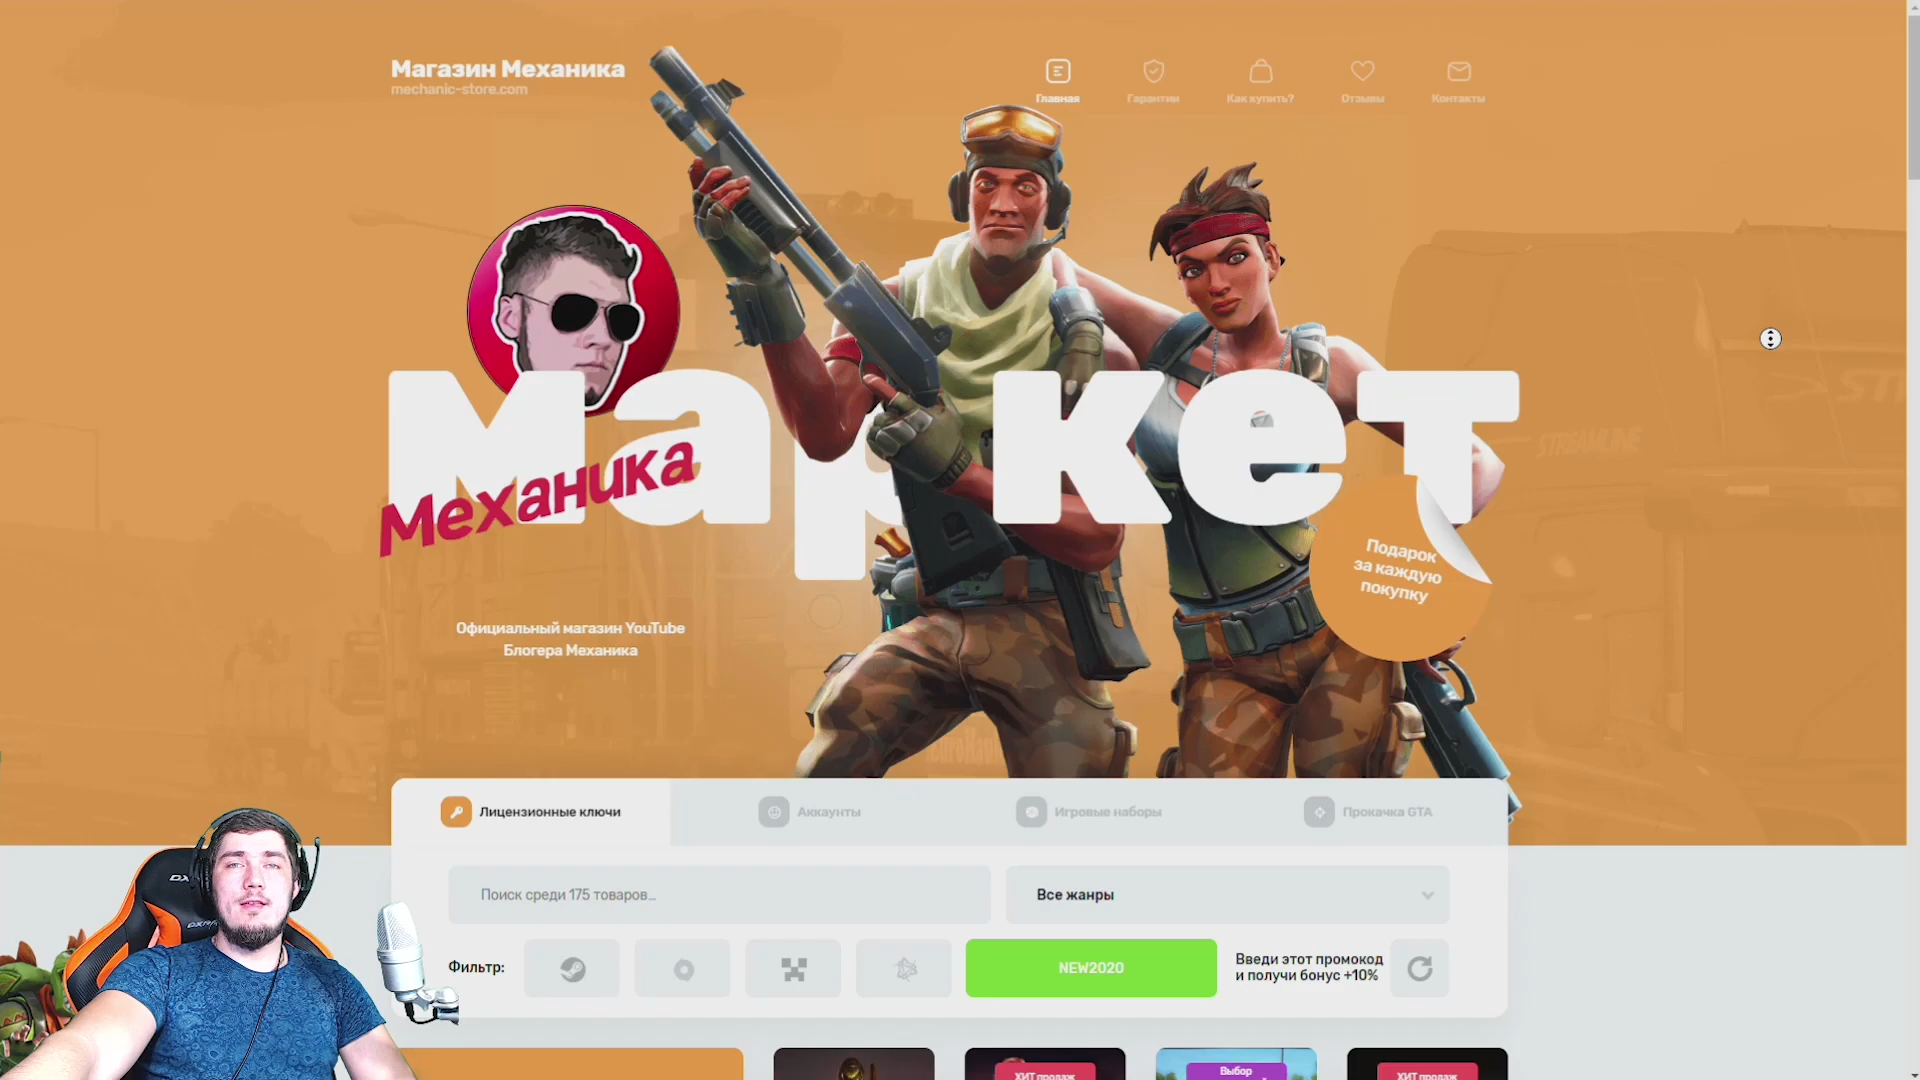 Магазин Механика
mechanic-store.com
Главная
Гарантии
Как купить?
Отзывы
Контакты
Маркет
Механика
Подарок
за каждую
покупку
Официальный магазин YouTube
Блогера Механика
STREAMLINE
Лицензионные ключи
Аккаунты
Игровые наборы
Прокачка GTA
Поиск среди 175 товаров...
Все жанры
Фильтр:
NEW2020
Введи этот промокод
и получи бонус +10%
ХИТ продаж
Выбор
ХИТ продаж